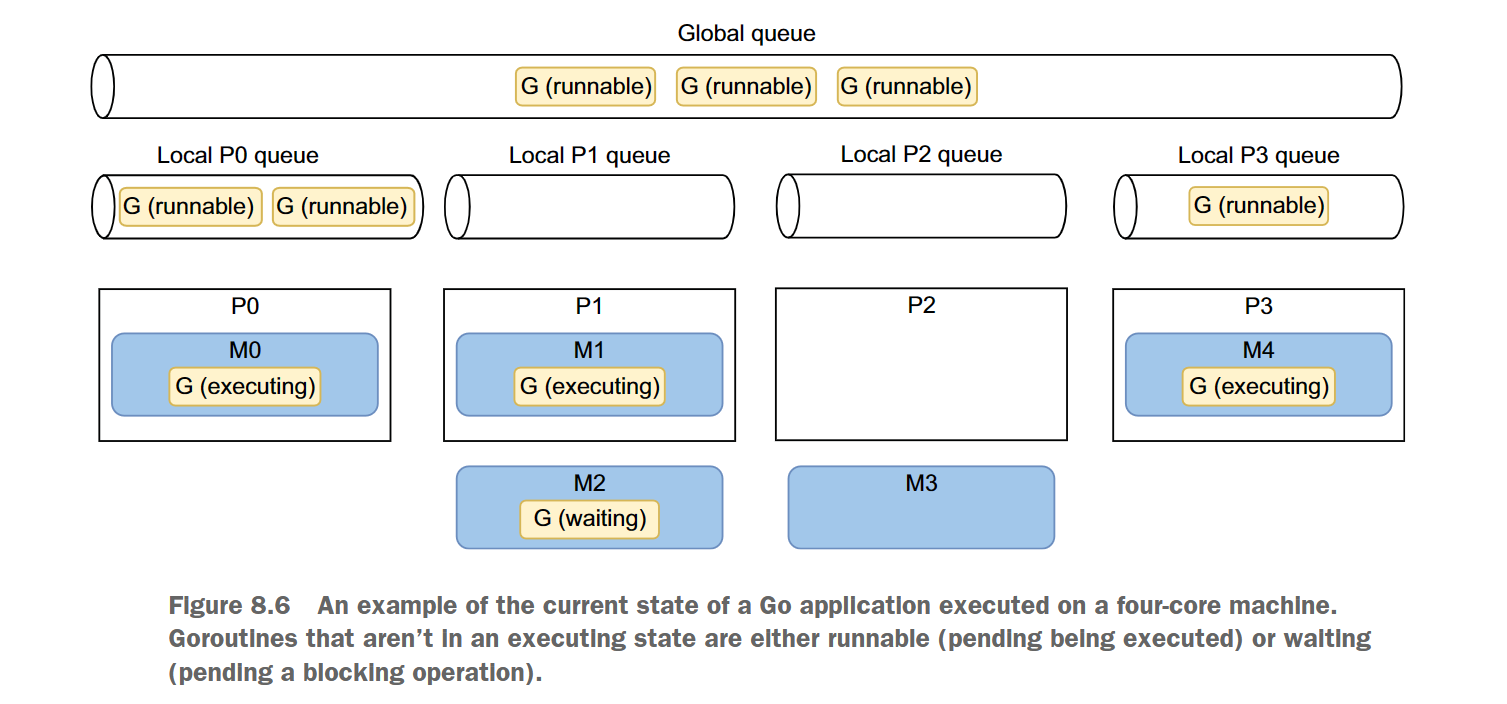 Global queue
G (runnable) G (runnable) G (runnable)
Local P0 queue Local P1 queue Local P2 queue Local P3 queue
G (runnable) G (runnable) G (runnable)
P0 P1 P2 P3
M0 M1 M4
G (executing) G (executing) G (executing)
M2 M3
G (waiting)
Figure 8.6 An example of the current state of a Go application executed on a four-core machine.
Goroutines that aren’t in an executing state are either runnable (pending being executed) or waiting
(pending a blocking operation).